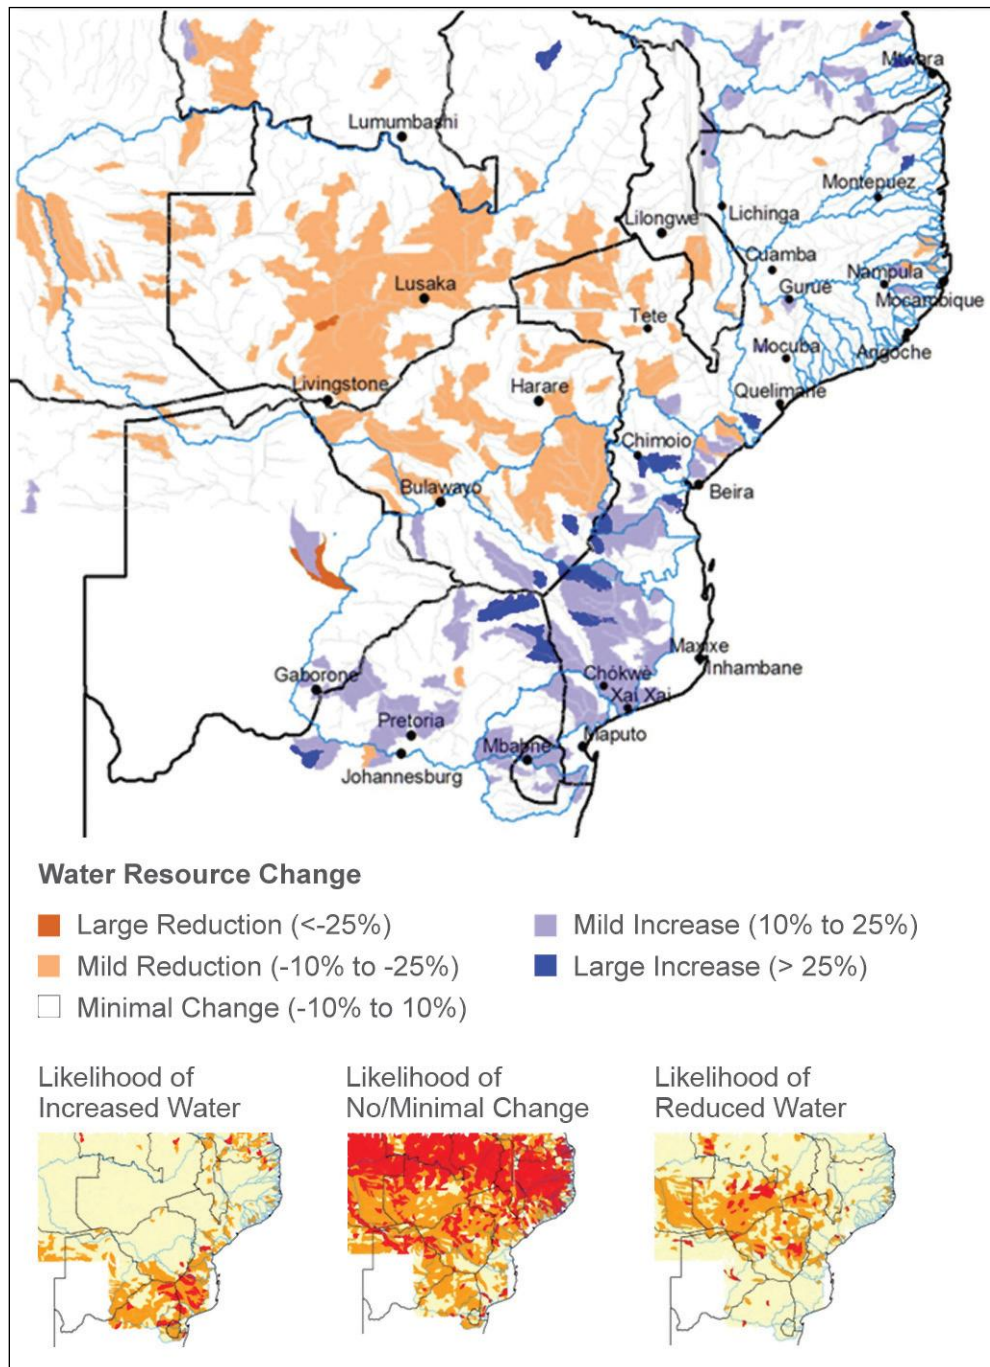 Mtwara
Lumumbashi
Montepuez
Lichinga
Lilongwe
Cuamba
Nampula
Gurue
Mocambique
Lusaka
Tete
Mocuba
Angoche
Livingstone
Harare
Quelimane
Chimoio
Bulawayo
Beira
Maxixe
Inhambane
Gaborone
Chókwè
Xai Xai
Pretoria
Maputo
Mbabne
Johannesburg
Water Resource Change
Large Reduction (<-25%)
Mild Increase (10% to 25%)
Mild Reduction (-10% to -25%)
Large Increase (> 25%)
Minimal Change (-10% to 10%)
Likelihood of
Increased Water
Likelihood of
No/Minimal Change
Likelihood of
Reduced Water